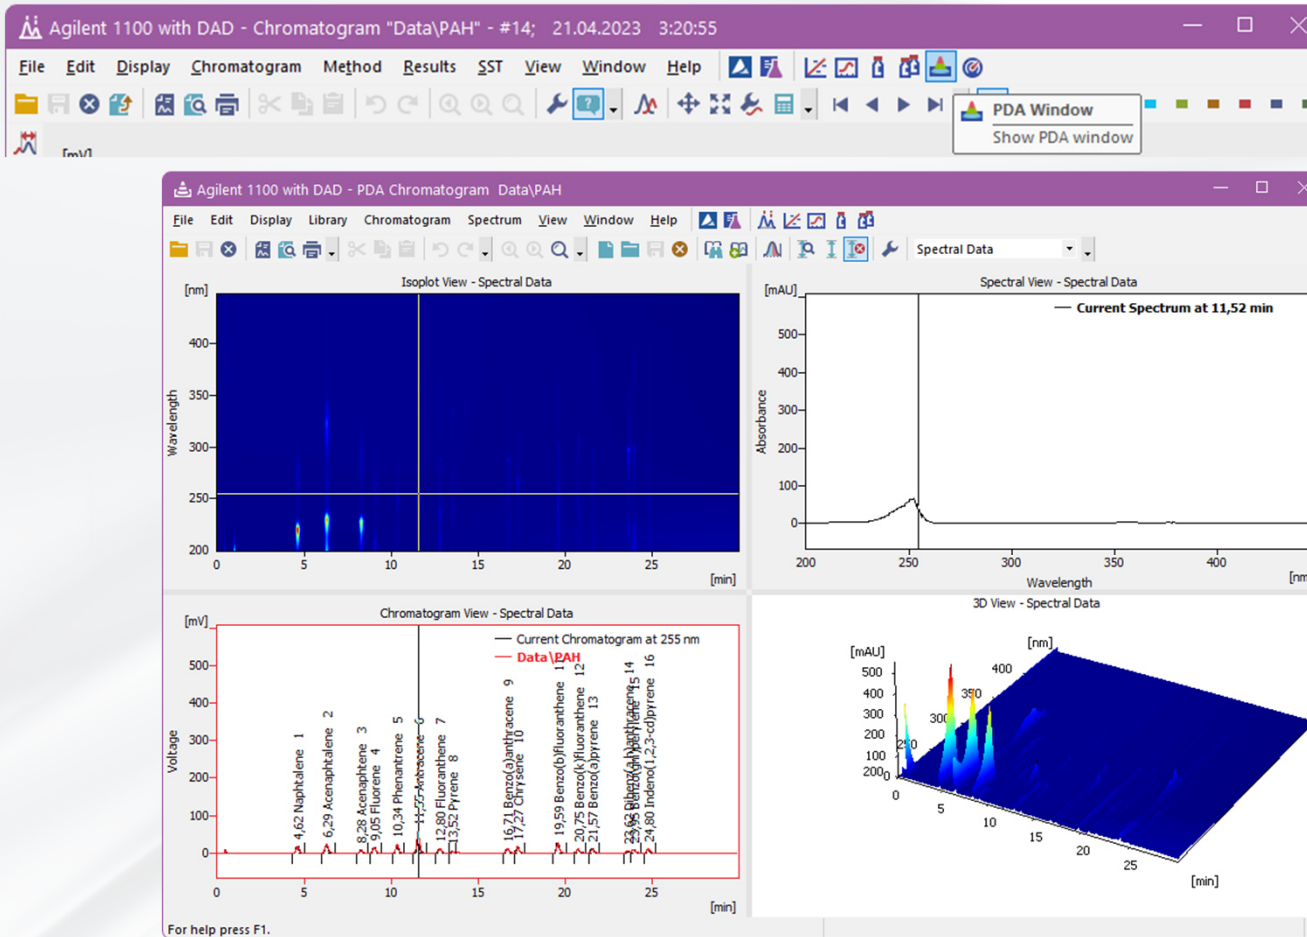 Agilent 1100 with DAD - Chromatogram "Data\PAH" - #14; 21.04.2023 3:20:55
File Edit Display Chromatogram Method Results SST View Window Help
PDA Window
Show PDA window
[mV]
Agilent 1100 with DAD - PDA Chromatogram Data\PAH
File Edit Display Library Chromatogram Spectrum View Window Help
Spectral Data
Isoplot View - Spectral Data
[nm]
400
350
300
250
200
Wavelength
0 5 10 15 20 25
[min]
Spectral View - Spectral Data
[mAU]
Current Spectrum at 11,52 min
500
400
300
200
100
0
Absorbance
200 250 300 350 400
Wavelength
[nm
Chromatogram View - Spectral Data
[mV]
Current Chromatogram at 255 nm
Data\PAH
500
400
300
200
100
0
Voltage
4,62 Naphtalene 1
6,29 Acenaphtalene 2
8,28 Acenaphtene 3
9,05 Fluorene 4
10,34 Phenantrene 5
11,55 Antracene 6
12,80 Fluoranthene 7
13,52 Pyrene 8
16,71 Benzo(a)anthracene 9
17,27 Chrysene 10
19,59 Benzo(b)fluoranthene 11
20,75 Benzo(k)fluoranthene 12
21,57 Benzo(a)pyrene 13
14
15
24,80 Indeno(1,2,3-cd)pyrene 16
0 5 10 15 20 25
[min]
3D View - Spectral Data
[mAU]
500
400
300
200
100
200
0
[nm]
400
350
300
250
0 5 10 15 20 25
[min]
For help press F1.